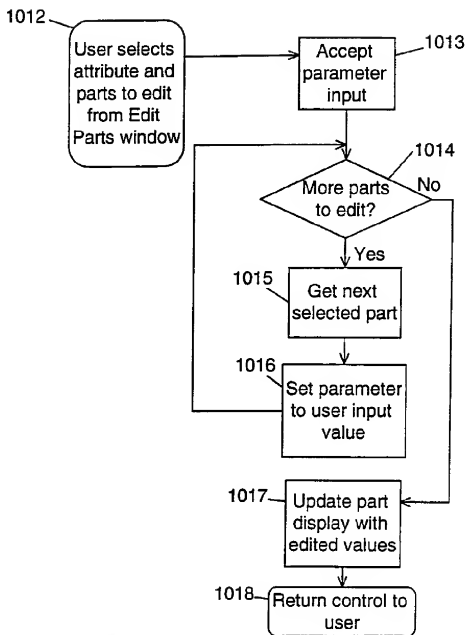 1012
User selects
attribute and
parts to edit
from Edit
Parts window
1013
Accept
parameter
input
1014
More parts
to edit?
No
Yes
1015
Get next
selected part
1016
Set parameter
to user input
value
1017
Update part
display with
edited values
1018
Return control to
user